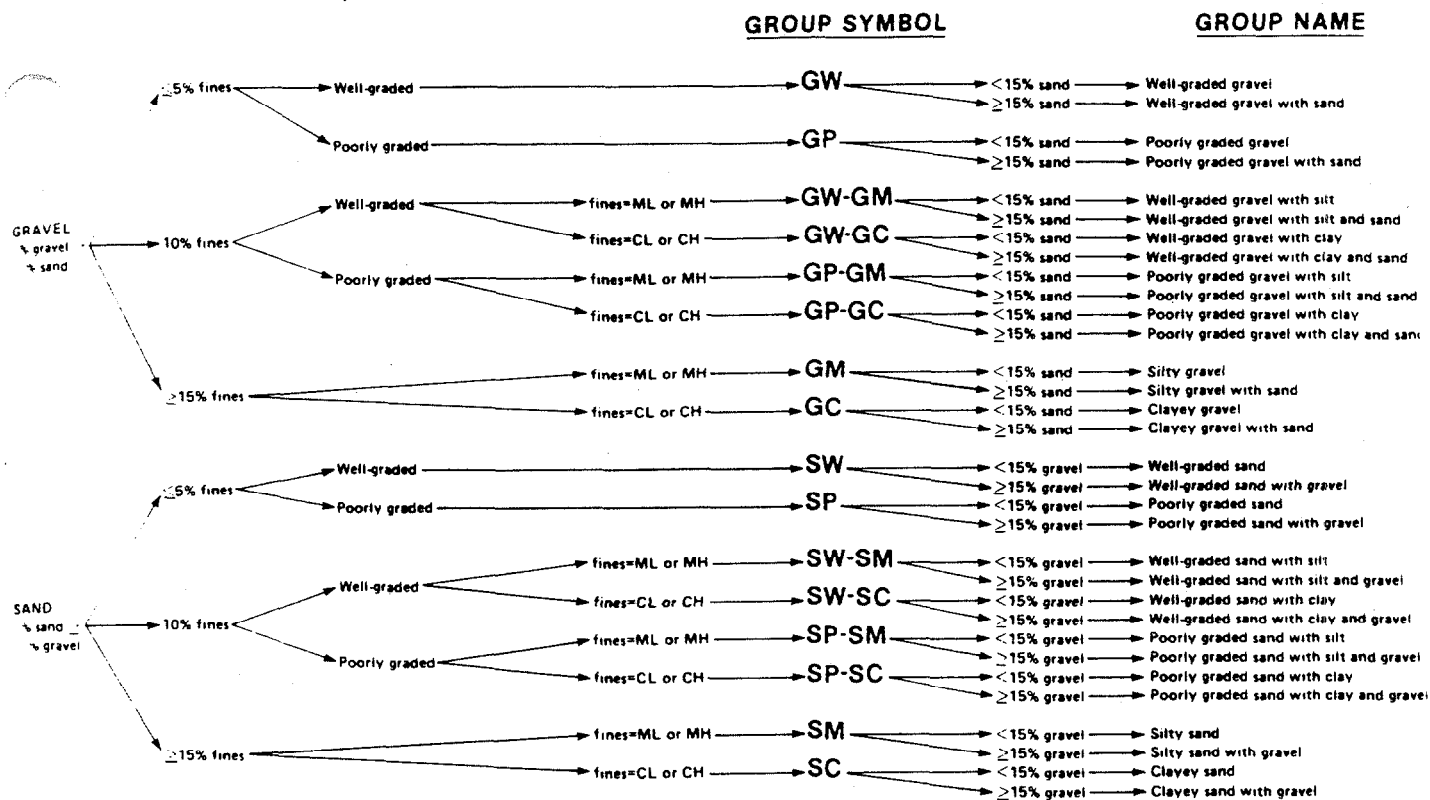 GROUP SYMBOL GROUP NAME
≤5% fines Well-graded GW <15% sand Well-graded gravel
≥15% sand Well-graded gravel with sand
Poorly graded GP <15% sand Poorly graded gravel
≥15% sand Poorly graded gravel with sand
Well-graded fines=ML or MH GW-GM <15% sand Well-graded gravel with silt
≥15% sand Well-graded gravel with silt and sand
GRAVEL
% gravel
% sand
10% fines fines=CL or CH GW-GC <15% sand Well-graded gravel with clay
≥15% sand Well-graded gravel with clay and sand
Poorly graded fines=ML or MH GP-GM <15% sand Poorly graded gravel with silt
≥15% sand Poorly graded gravel with silt and sand
fines=CL or CH GP-GC <15% sand Poorly graded gravel with clay
≥15% sand Poorly graded gravel with clay and sand
≥15% fines fines=ML or MH GM <15% sand Silty gravel
≥15% sand Silty gravel with sand
fines=CL or CH GC <15% sand Clayey gravel
≥15% sand Clayey gravel with sand
≤5% fines Well-graded SW <15% gravel Well-graded sand
≥15% gravel Well-graded sand with gravel
Poorly graded SP <15% gravel Poorly graded sand
≥15% gravel Poorly graded sand with gravel
Well-graded fines=ML or MH SW-SM <15% gravel Well-graded sand with silt
≥15% gravel Well-graded sand with silt and gravel
SAND
% sand
% gravel
10% fines fines=CL or CH SW-SC <15% gravel Well-graded sand with clay
≥15% gravel Well-graded sand with clay and gravel
Poorly graded fines=ML or MH SP-SM <15% gravel Poorly graded sand with silt
≥15% gravel Poorly graded sand with silt and gravel
fines=CL or CH SP-SC <15% gravel Poorly graded sand with clay
≥15% gravel Poorly graded sand with clay and gravel
≥15% fines fines=ML or MH SM <15% gravel Silty sand
≥15% gravel Silty sand with gravel
fines=CL or CH SC <15% gravel Clayey sand
≥15% gravel Clayey sand with gravel